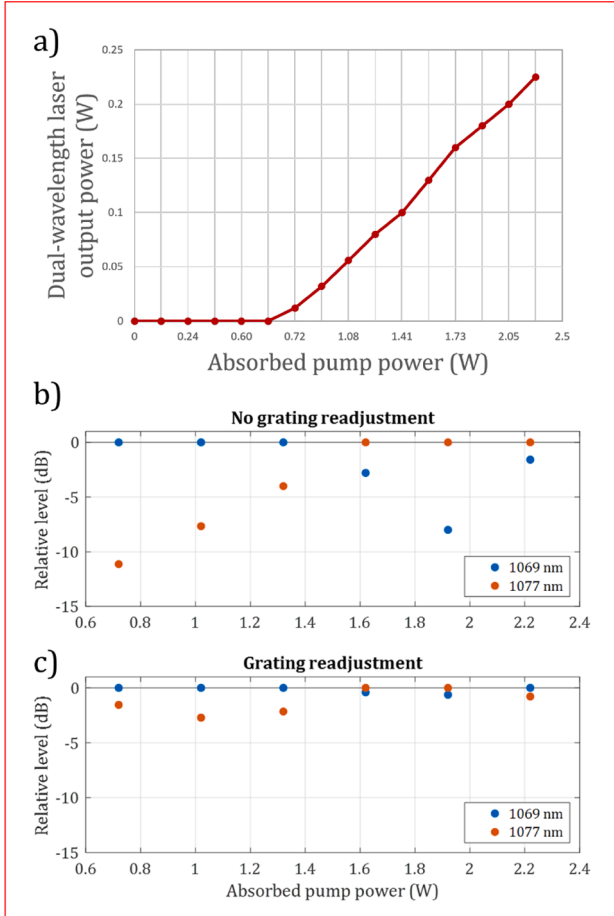 a)
Dual-wavelength laser
output power (W)
0.25
0.2
0.15
0.1
0.05
0
0 0.24 0.60 0.72 1.08 1.41 1.73 2.05 2.5
Absorbed pump power (W)
b)
No grating readjustment
Relative level (dB)
0
-5
-10
-15
1069 nm
1077 nm
0.6 0.8 1 1.2 1.4 1.6 1.8 2 2.2 2.4
c)
Grating readjustment
Relative level (dB)
0
-5
-10
-15
1069 nm
1077 nm
0.6 0.8 1 1.2 1.4 1.6 1.8 2 2.2 2.4
Absorbed pump power (W)